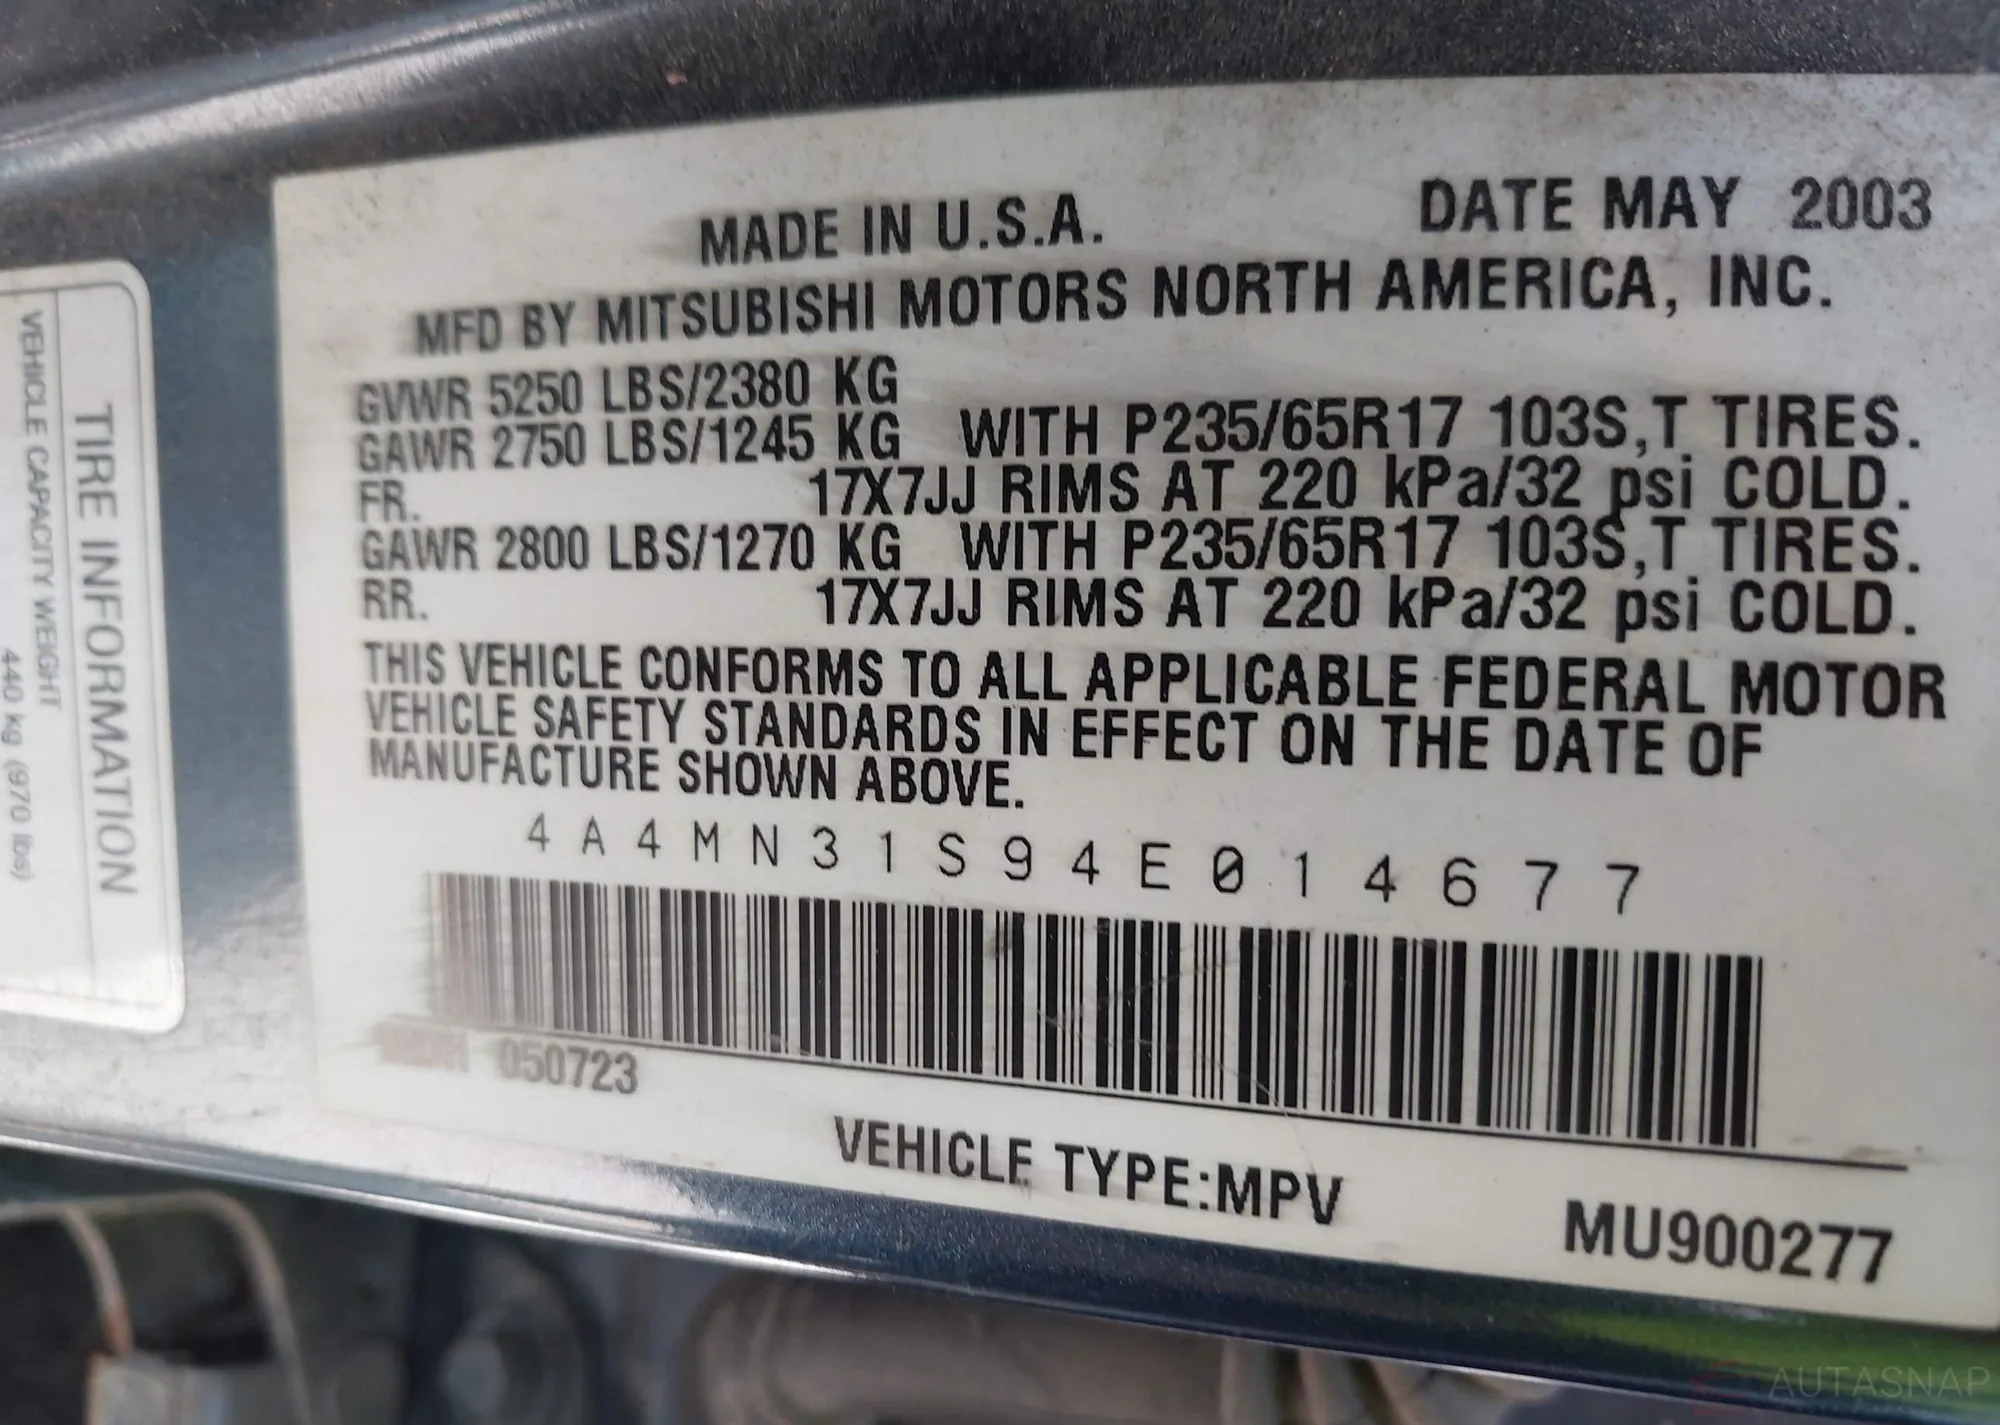 MADE IN U.S.A. DATE MAY 2003
MFD BY MITSUBISHI MOTORS NORTH AMERICA, INC.
GVWR 5250 LBS/2380 KG
GAWR 2750 LBS/1245 KG WITH P235/65R17 103S,T TIRES.
FR. 17X7JJ RIMS AT 220 kPa/32 psi COLD.
GAWR 2800 LBS/1270 KG WITH P235/65R17 103S,T TIRES.
RR. 17X7JJ RIMS AT 220 kPa/32 psi COLD.
THIS VEHICLE CONFORMS TO ALL APPLICABLE FEDERAL MOTOR
VEHICLE SAFETY STANDARDS IN EFFECT ON THE DATE OF
MANUFACTURE SHOWN ABOVE.
4A4MN31S94E014677
050723
VEHICLE TYPE:MPV
MU900277
TIRE INFORMATION
VEHICLE CAPACITY WEIGHT
440 kg (970 lbs)
AUTASNAP